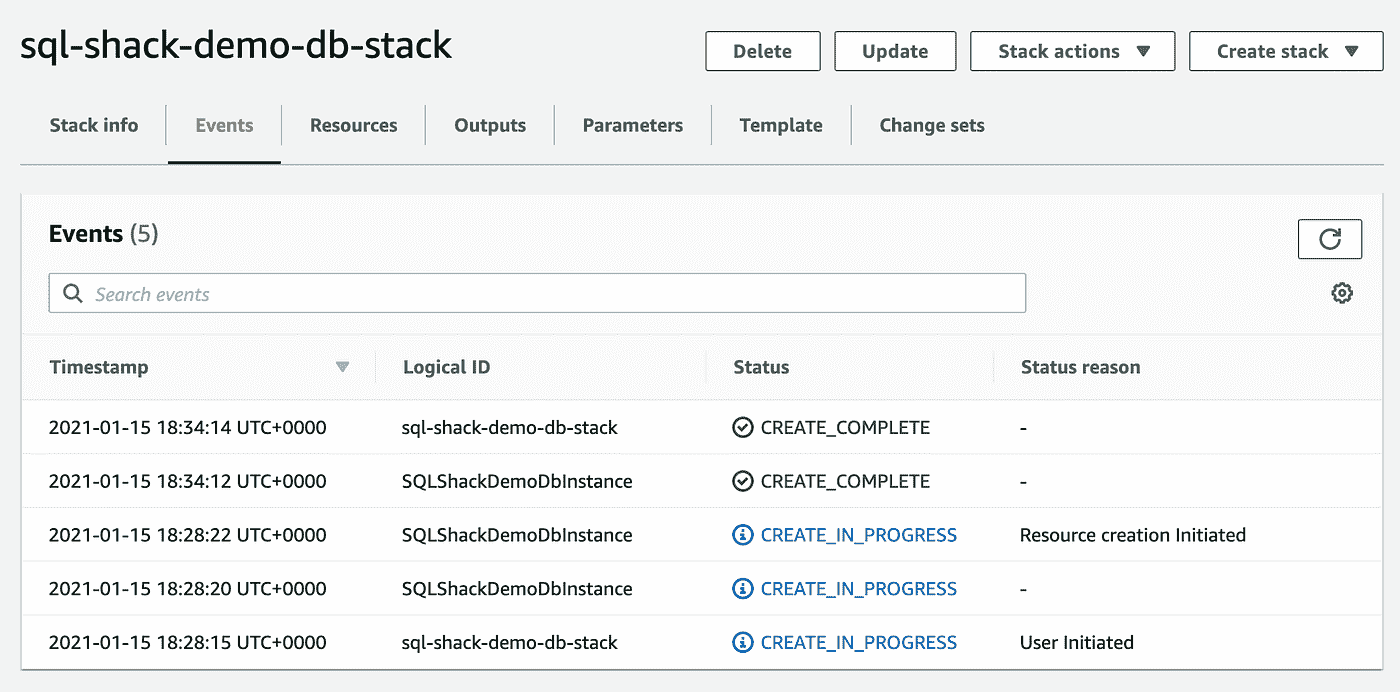 sql-shack-demo-db-stack
Delete Update Stack actions Create stack
Stack info Events Resources Outputs Parameters Template Change sets
Events (5)
Search events
Timestamp Logical ID Status Status reason
2021-01-15 18:34:14 UTC+0000 sql-shack-demo-db-stack CREATE_COMPLETE -
2021-01-15 18:34:12 UTC+0000 SQLShackDemoDbInstance CREATE_COMPLETE -
2021-01-15 18:28:22 UTC+0000 SQLShackDemoDbInstance CREATE_IN_PROGRESS Resource creation Initiated
2021-01-15 18:28:20 UTC+0000 SQLShackDemoDbInstance CREATE_IN_PROGRESS -
2021-01-15 18:28:15 UTC+0000 sql-shack-demo-db-stack CREATE_IN_PROGRESS User Initiated